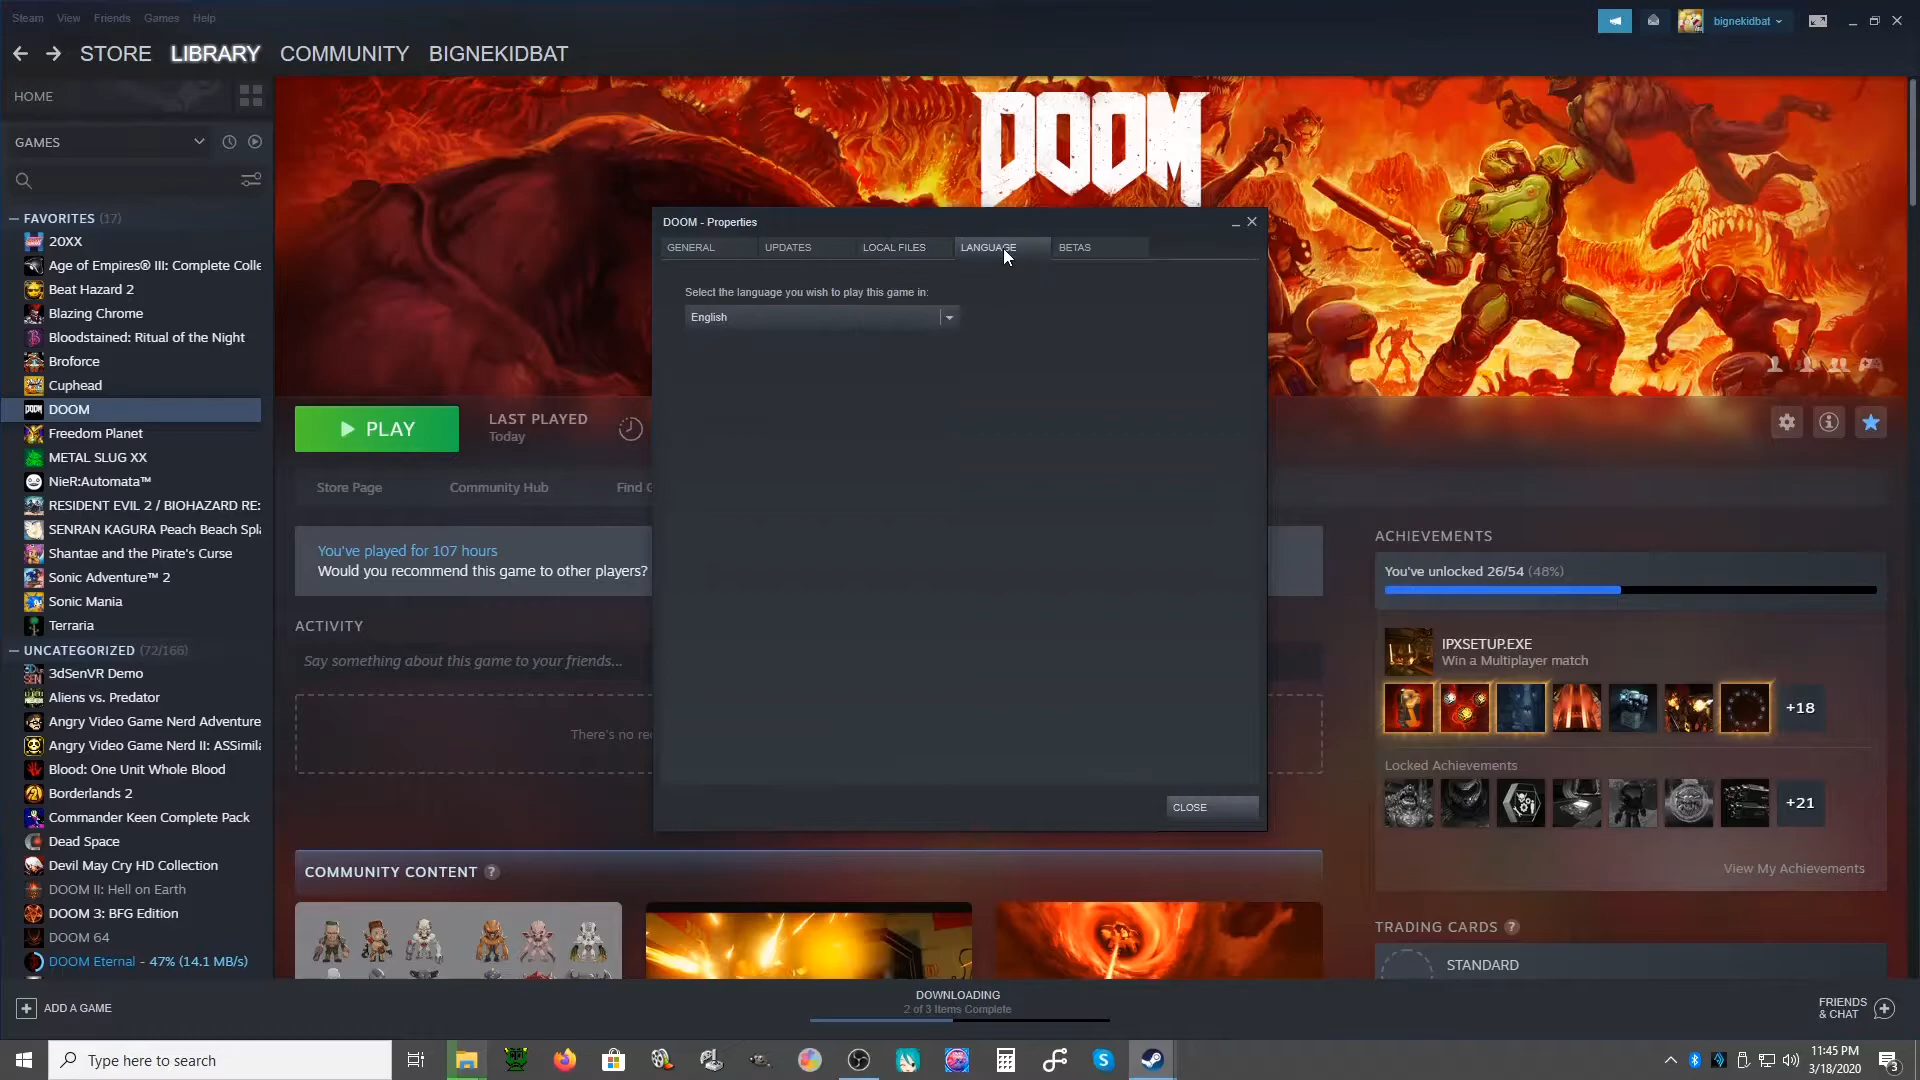 Steam View Friends Games Help
bignekidbat
STORE LIBRARY COMMUNITY BIGNEKIDBAT
HOME
GAMES
FAVORITES (17)
20XX
Age of Empires® III: Complete Colle
Beat Hazard 2
Blazing Chrome
Bloodstained: Ritual of the Night
Broforce
Cuphead
DOOM
Freedom Planet
METAL SLUG XX
NieR:Automata™
RESIDENT EVIL 2 / BIOHAZARD RE:
SENRAN KAGURA Peach Beach Spla
Shantae and the Pirate's Curse
Sonic Adventure™ 2
Sonic Mania
Terraria
UNCATEGORIZED (72/166)
3dSenVR Demo
Aliens vs. Predator
Angry Video Game Nerd Adventure
Angry Video Game Nerd II: ASSimila
Blood: One Unit Whole Blood
Borderlands 2
Commander Keen Complete Pack
Dead Space
Devil May Cry HD Collection
DOOM II: Hell on Earth
DOOM 3: BFG Edition
DOOM 64
DOOM Eternal - 47% (14.1 MB/s)
ADD A GAME
DOOM
DOOM - Properties
GENERAL UPDATES LOCAL FILES LANGUAGE BETAS
Select the language you wish to play this game in:
English
CLOSE
PLAY
LAST PLAYED
Today
Store Page Community Hub Find G
You've played for 107 hours
Would you recommend this game to other players?
ACTIVITY
Say something about this game to your friends...
There's no rec
COMMUNITY CONTENT ?
ACHIEVEMENTS
You've unlocked 26/54 (48%)
IPXSETUP.EXE
Win a Multiplayer match
+18
Locked Achievements
+21
View My Achievements
TRADING CARDS ?
STANDARD
DOWNLOADING
2 of 3 Items Complete
FRIENDS
& CHAT
Type here to search
11:45 PM
3/18/2020
3